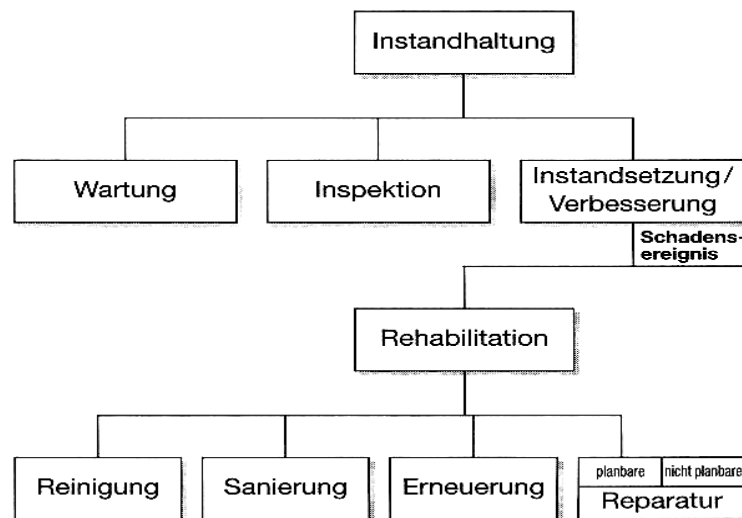 Instandhaltung
Wartung
Inspektion
Instandsetzung/
Verbesserung
Schadens-
ereignis
Rehabilitation
Reinigung
Sanierung
Erneuerung
planbare
nicht planbare
Reparatur